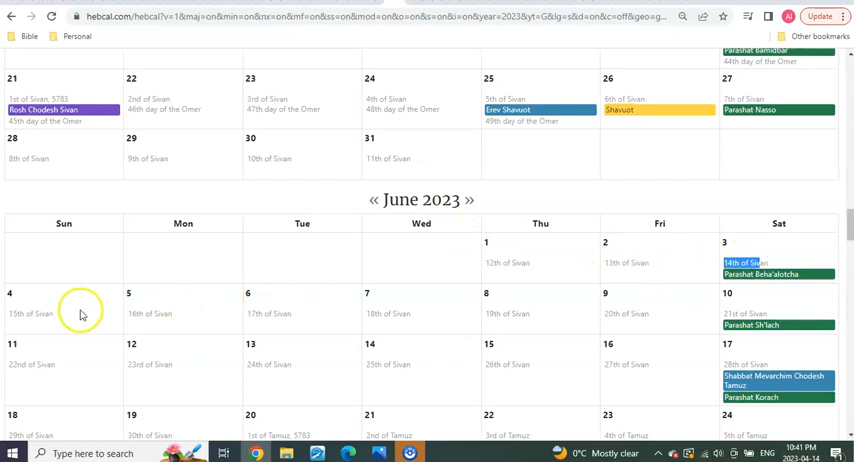 hebcal.com/hebcal?v=1&maj=on&min=on&nx=on&mf=on&ss=on&mod=on&o=on&s=on&i=on&year=2023&yt=G&lg=s&d=on&c=off&geo=g...
AI
Update
Bible
Personal
Other bookmarks
Parashat Bamidbar
44th day of the Omer
21
22
23
24
25
26
27
1st of Sivan, 5783
2nd of Sivan
3rd of Sivan
4th of Sivan
5th of Sivan
6th of Sivan
7th of Sivan
Rosh Chodesh Sivan
46th day of the Omer
47th day of the Omer
48th day of the Omer
Erev Shavuot
Shavuot
Parashat Nasso
45th day of the Omer
49th day of the Omer
28
29
30
31
8th of Sivan
9th of Sivan
10th of Sivan
11th of Sivan
« June 2023 »
Sun
Mon
Tue
Wed
Thu
Fri
Sat
1
2
3
12th of Sivan
13th of Sivan
14th of Sivan
Parashat Beha'alotcha
4
5
6
7
8
9
10
15th of Sivan
16th of Sivan
17th of Sivan
18th of Sivan
19th of Sivan
20th of Sivan
21st of Sivan
Parashat Sh'lach
11
12
13
14
15
16
17
22nd of Sivan
23rd of Sivan
24th of Sivan
25th of Sivan
26th of Sivan
27th of Sivan
28th of Sivan
Shabbat Mevarchim Chodesh
Tamuz
Parashat Korach
18
19
20
21
22
23
24
29th of Sivan
30th of Sivan
1st of Tamuz, 5783
2nd of Tamuz
3rd of Tamuz
4th of Tamuz
5th of Tamuz
Type here to search
0°C Mostly clear
ENG
10:41 PM
2023-04-14